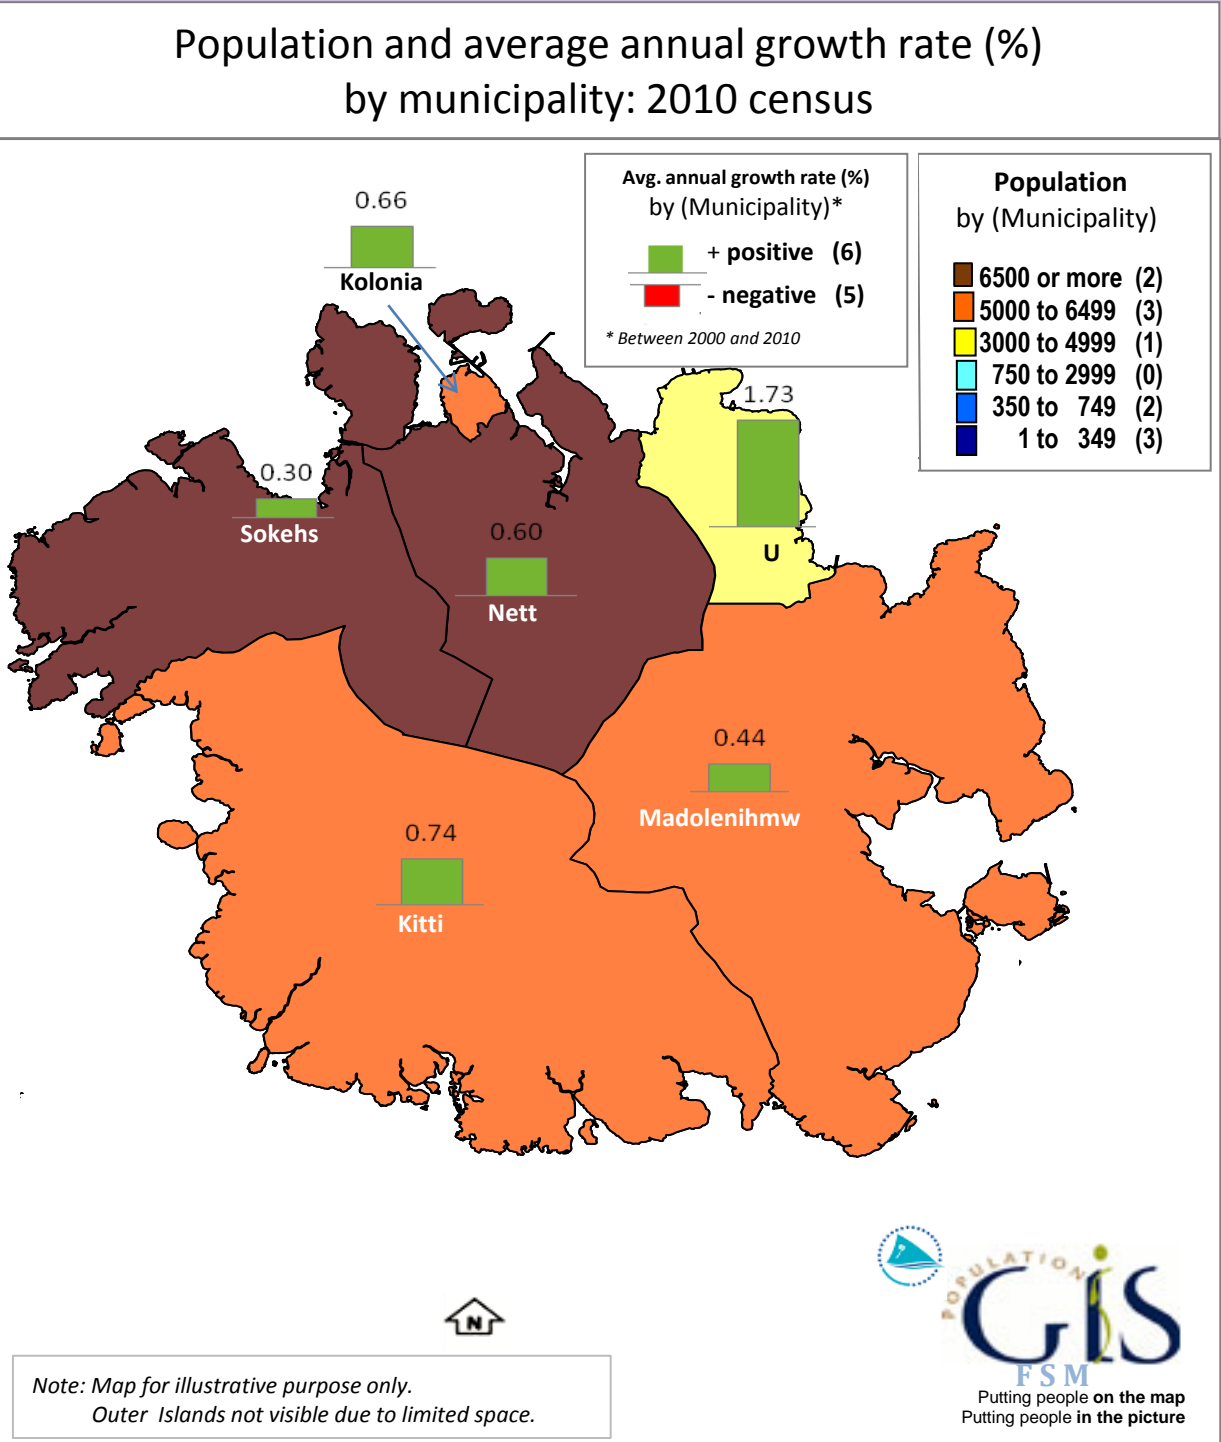 Population and average annual growth rate (%)
by municipality: 2010 census
Avg. annual growth rate (%)
by (Municipality)*
+ positive (6)
- negative (5)
* Between 2000 and 2010
Population
by (Municipality)
6500 or more (2)
5000 to 6499 (3)
3000 to 4999 (1)
750 to 2999 (0)
350 to 749 (2)
1 to 349 (3)
0.66
Kolonia
1.73
U
0.30
Sokehs
0.60
Nett
0.44
Madolenihmw
0.74
Kitti
N
POPULATION
GIS
FSM
Putting people on the map
Putting people in the picture
Note: Map for illustrative purpose only.
Outer Islands not visible due to limited space.